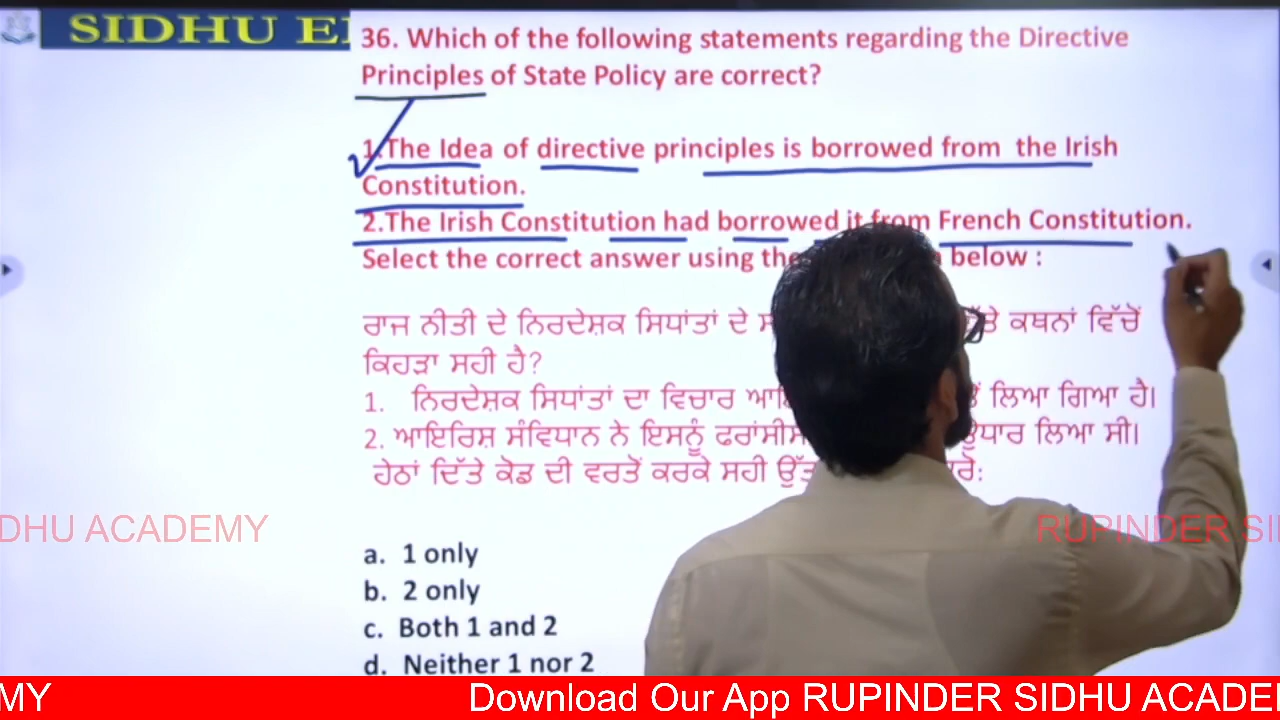 SIDHU
36. Which of the following statements regarding the Directive
Principles of State Policy are correct?
1.The Idea of directive principles is borrowed from the Irish
Constitution.
2.The Irish Constitution had borrowed it from French Constitution.
Select the correct answer using the below :
ਰਾਜ ਨੀਤੀ ਦੇ ਨਿਰਦੇਸ਼ਕ ਸਿਧਾਂਤਾਂ ਦੇ ਕਥਨਾਂ ਵਿੱਚੋਂ
ਕਿਹੜਾ ਸਹੀ ਹੈ?
1. ਨਿਰਦੇਸ਼ਕ ਸਿਧਾਂਤਾਂ ਦਾ ਵਿਚਾਰ ਲਿਆ ਗਿਆ ਹੈ।
2. ਆਇਰਿਸ਼ ਸੰਵਿਧਾਨ ਨੇ ਇਸਨੂੰ ਲਿਆ ਸੀ।
ਹੇਠਾਂ ਦਿੱਤੇ ਕੋਡ ਦੀ ਵਰਤੋਂ ਕਰਕੇ ਸਹੀ
DHU ACADEMY RUPINDER SI
a. 1 only
b. 2 only
c. Both 1 and 2
d. Neither 1 nor 2
MY Download Our App RUPINDER SIDHU ACADE